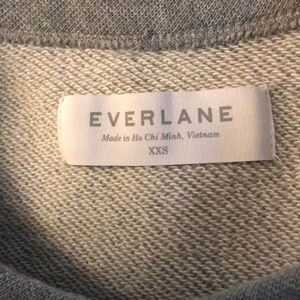 EVERLANE
Made in Ho Chi Minh, Vietnam
XXS